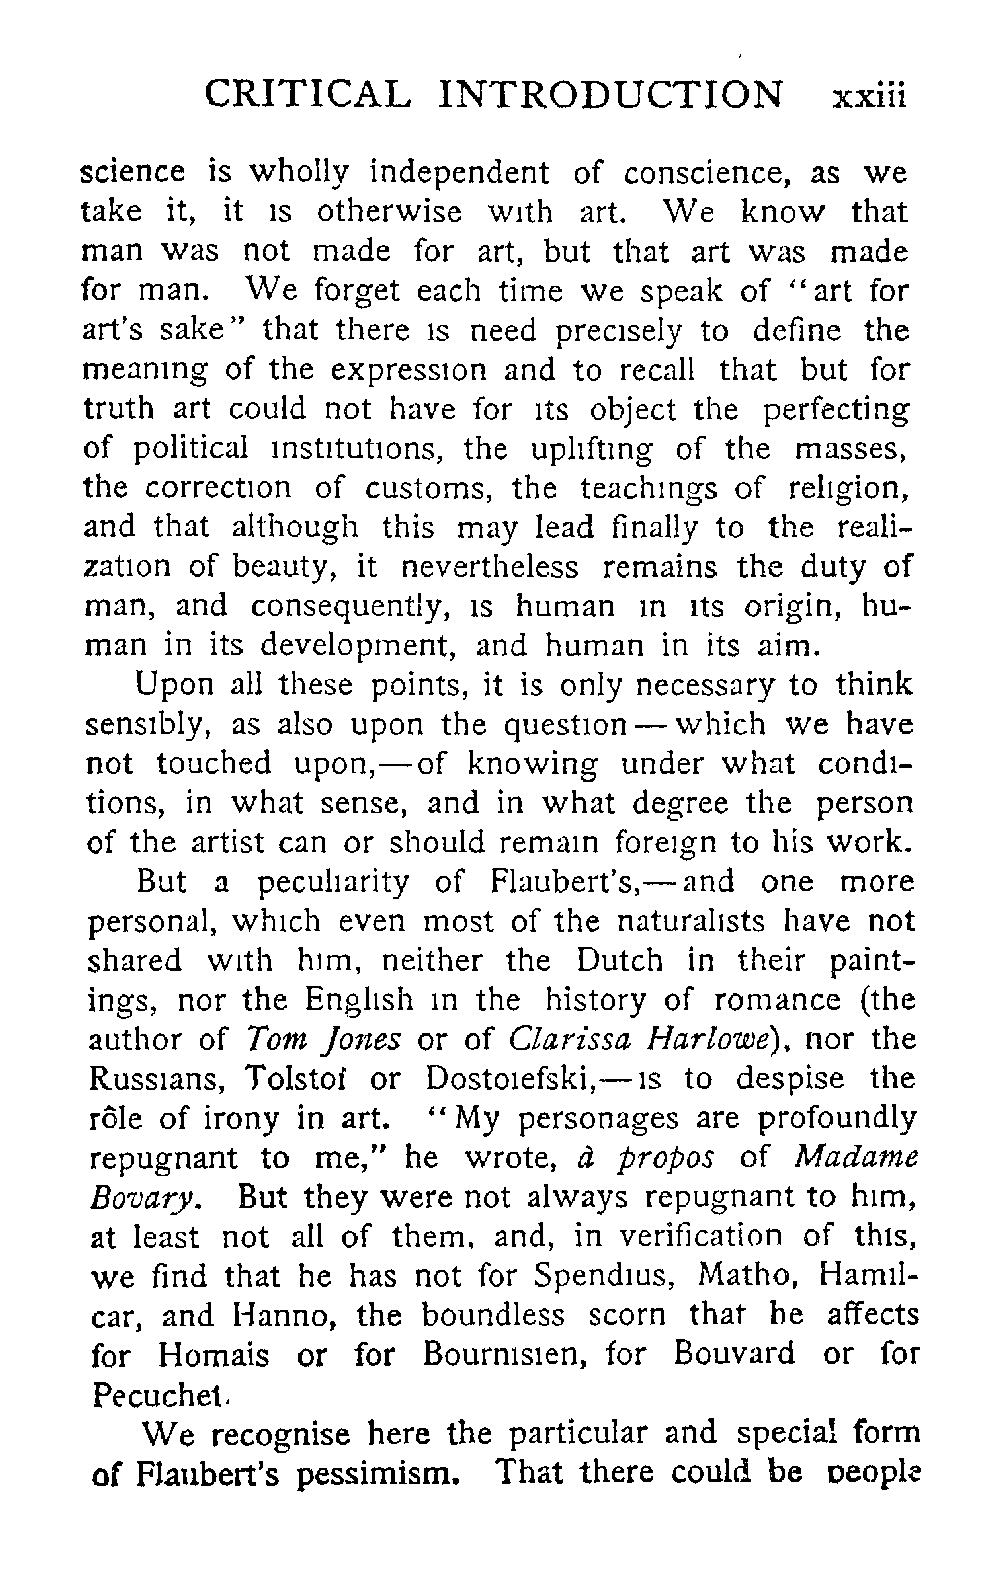 CRITICAL INTRODUCTION xxiii
science is wholly independent of conscience, as we
take it, it is otherwise with art. We know that
man was not made for art, but that art was made
for man. We forget each time we speak of "art for
art's sake" that there is need precisely to define the
meaning of the expression and to recall that but for
truth art could not have for its object the perfecting
of political institutions, the uplifting of the masses,
the correction of customs, the teachings of religion,
and that although this may lead finally to the reali-
zation of beauty, it nevertheless remains the duty of
man, and consequently, is human in its origin, hu-
man in its development, and human in its aim.
Upon all these points, it is only necessary to think
sensibly, as also upon the question — which we have
not touched upon,—of knowing under what condi-
tions, in what sense, and in what degree the person
of the artist can or should remain foreign to his work.
But a peculiarity of Flaubert's,—and one more
personal, which even most of the naturalists have not
shared with him, neither the Dutch in their paint-
ings, nor the English in the history of romance (the
author of Tom Jones or of Clarissa Harlowe), nor the
Russians, Tolstoï or Dostoiefski,—is to despise the
rôle of irony in art. "My personages are profoundly
repugnant to me," he wrote, à propos of Madame
Bovary. But they were not always repugnant to him,
at least not all of them, and, in verification of this,
we find that he has not for Spendius, Matho, Hamil-
car, and Hanno, the boundless scorn that he affects
for Homais or for Bournisien, for Bouvard or for
Pecuchet.
We recognise here the particular and special form
of Flaubert's pessimism. That there could be people